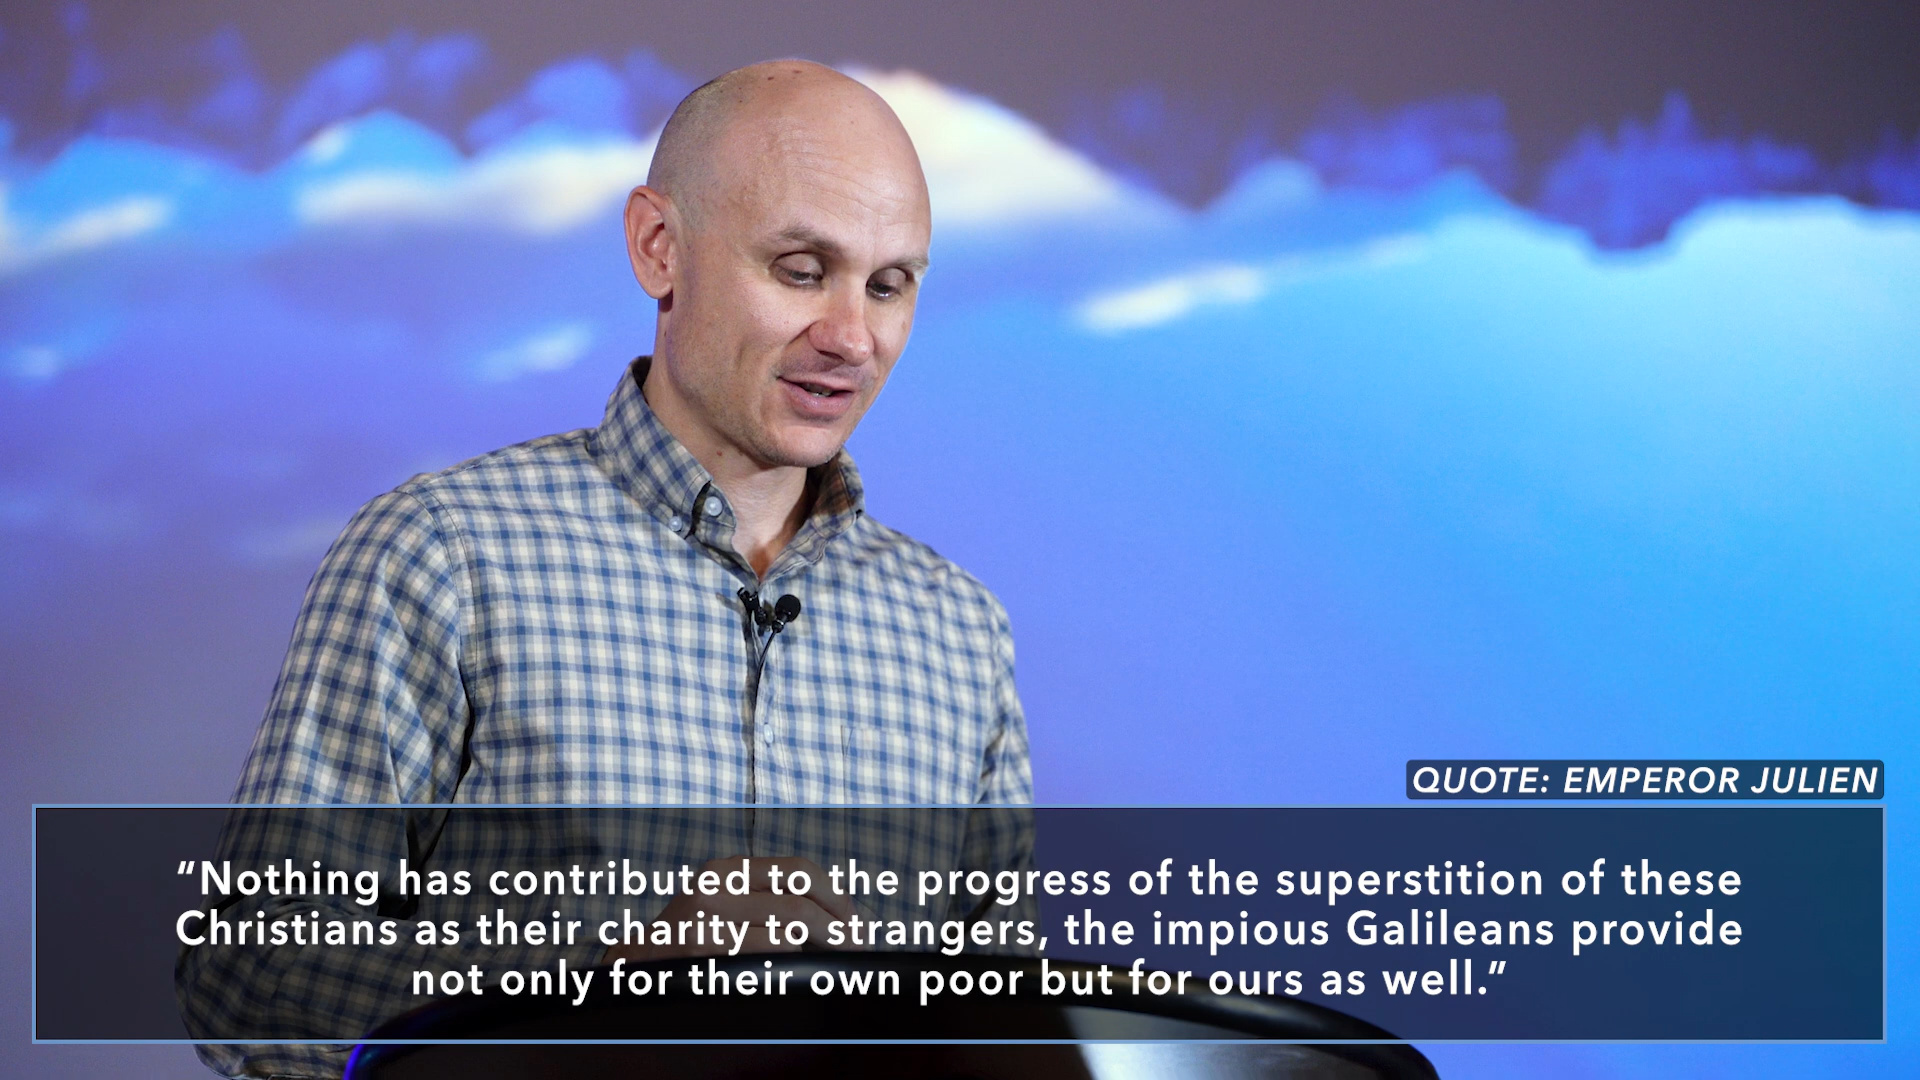 QUOTE: EMPEROR JULIEN
“Nothing has contributed to the progress of the superstition of these
Christians as their charity to strangers, the impious Galileans provide
not only for their own poor but for ours as well.”